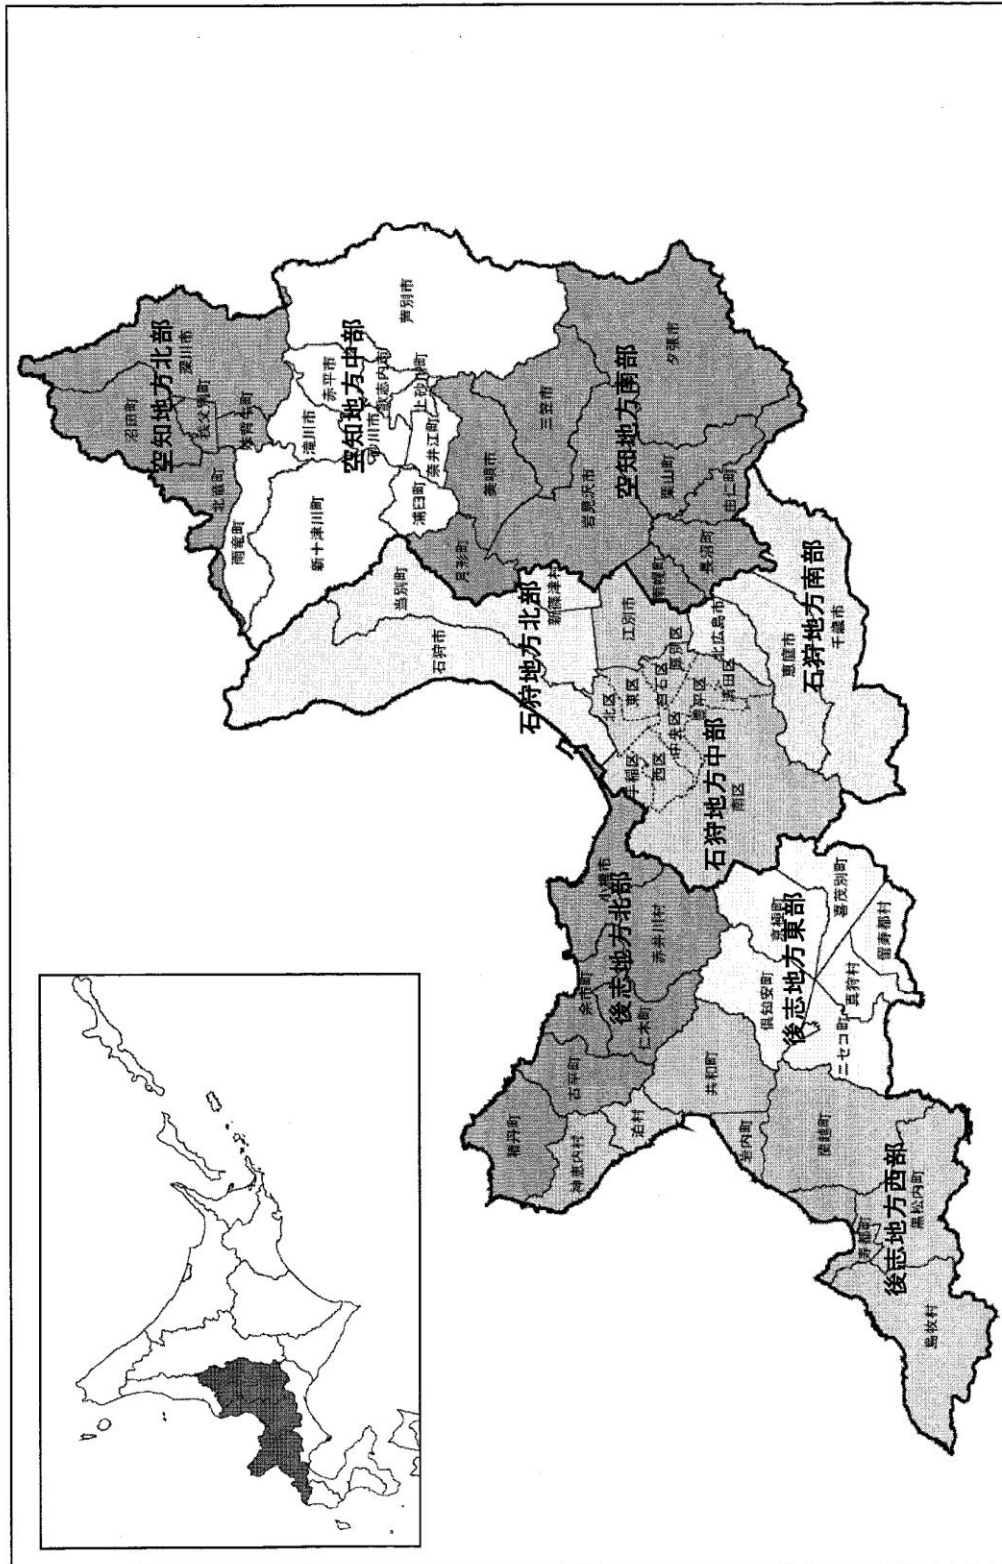 空知地方北部
沼田町
深川市
秩父別町
北竜町
妹背牛町
空知地方中部
雨竜町
新十津川町
滝川市
赤平市
芦別市
砂川市
歌志内市
上砂川町
奈井江町
浦臼町
空知地方南部
月形町
美唄市
三笠市
岩見沢市
夕張市
栗山町
由仁町
長沼町
南幌町
石狩地方北部
石狩市
当別町
新篠津村
石狩地方中部
江別市
手稲区
北区
東区
西区
中央区
白石区
厚別区
豊平区
清田区
南区
石狩地方南部
北広島市
恵庭市
千歳市
後志地方北部
小樽市
赤井川村
余市町
仁木町
古平町
積丹町
後志地方東部
京極町
倶知安町
喜茂別町
留寿都村
真狩村
ニセコ町
後志地方西部
神恵内村
泊村
共和町
岩内町
蘭越町
寿都町
黒松内町
島牧村